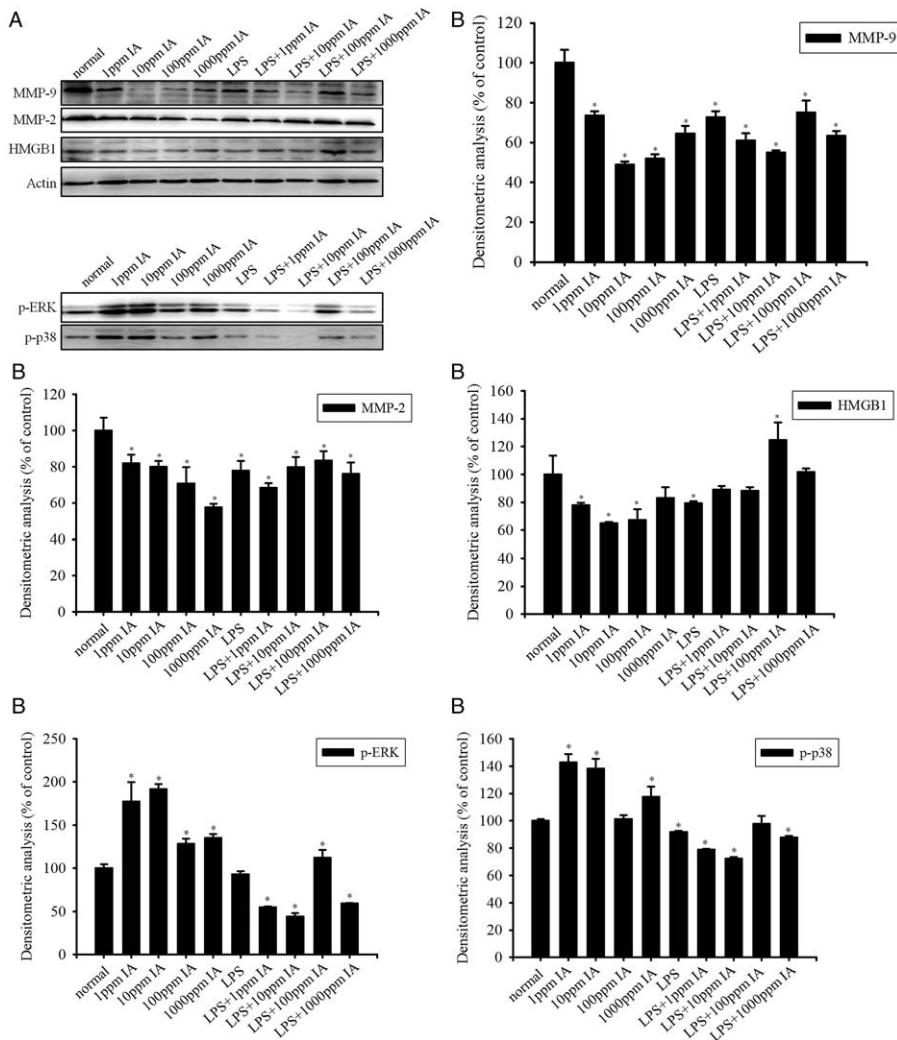 A
normal 1ppm IA 10ppm IA 100ppm IA 1000ppm IA LPS LPS+1ppm IA LPS+10ppm IA LPS+100ppm IA LPS+1000ppm IA
MMP-9
MMP-2
HMGB1
Actin
normal 1ppm IA 10ppm IA 100ppm IA 1000ppm IA LPS LPS+1ppm IA LPS+10ppm IA LPS+100ppm IA LPS+1000ppm IA
p-ERK
p-p38
B
MMP-9
Densitometric analysis (% of control)
120
100
80
60
40
20
0
normal 1ppm IA 10ppm IA 100ppm IA 1000ppm IA LPS LPS+1ppm IA LPS+10ppm IA LPS+100ppm IA LPS+1000ppm IA
* * * * * * * * *
B
MMP-2
Densitometric analysis (% of control)
120
100
80
60
40
20
0
normal 1ppm IA 10ppm IA 100ppm IA 1000ppm IA LPS LPS+1ppm IA LPS+10ppm IA LPS+100ppm IA LPS+1000ppm IA
* * * * * * * * *
B
HMGB1
Densitometric analysis (% of control)
160
140
120
100
80
60
40
20
0
normal 1ppm IA 10ppm IA 100ppm IA 1000ppm IA LPS LPS+1ppm IA LPS+10ppm IA LPS+100ppm IA LPS+1000ppm IA
* * * * *
B
p-ERK
Densitometric analysis (% of control)
250
200
150
100
50
0
normal 1ppm IA 10ppm IA 100ppm IA 1000ppm IA LPS LPS+1ppm IA LPS+10ppm IA LPS+100ppm IA LPS+1000ppm IA
* * * * * * * *
B
p-p38
Densitometric analysis (% of control)
160
140
120
100
80
60
40
20
0
normal 1ppm IA 10ppm IA 100ppm IA 1000ppm IA LPS LPS+1ppm IA LPS+10ppm IA LPS+100ppm IA LPS+1000ppm IA
* * * * * * *